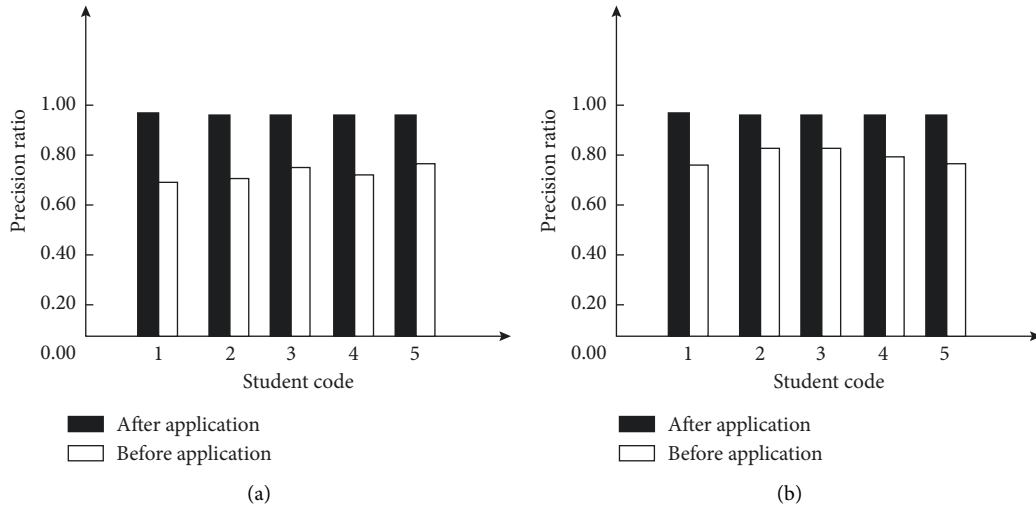 Precision ratio
1.00
0.80
0.60
0.40
0.20
0.00
1 2 3 4 5
Student code
After application
Before application
(a)
Precision ratio
1.00
0.80
0.60
0.40
0.20
0.00
1 2 3 4 5
Student code
After application
Before application
(b)